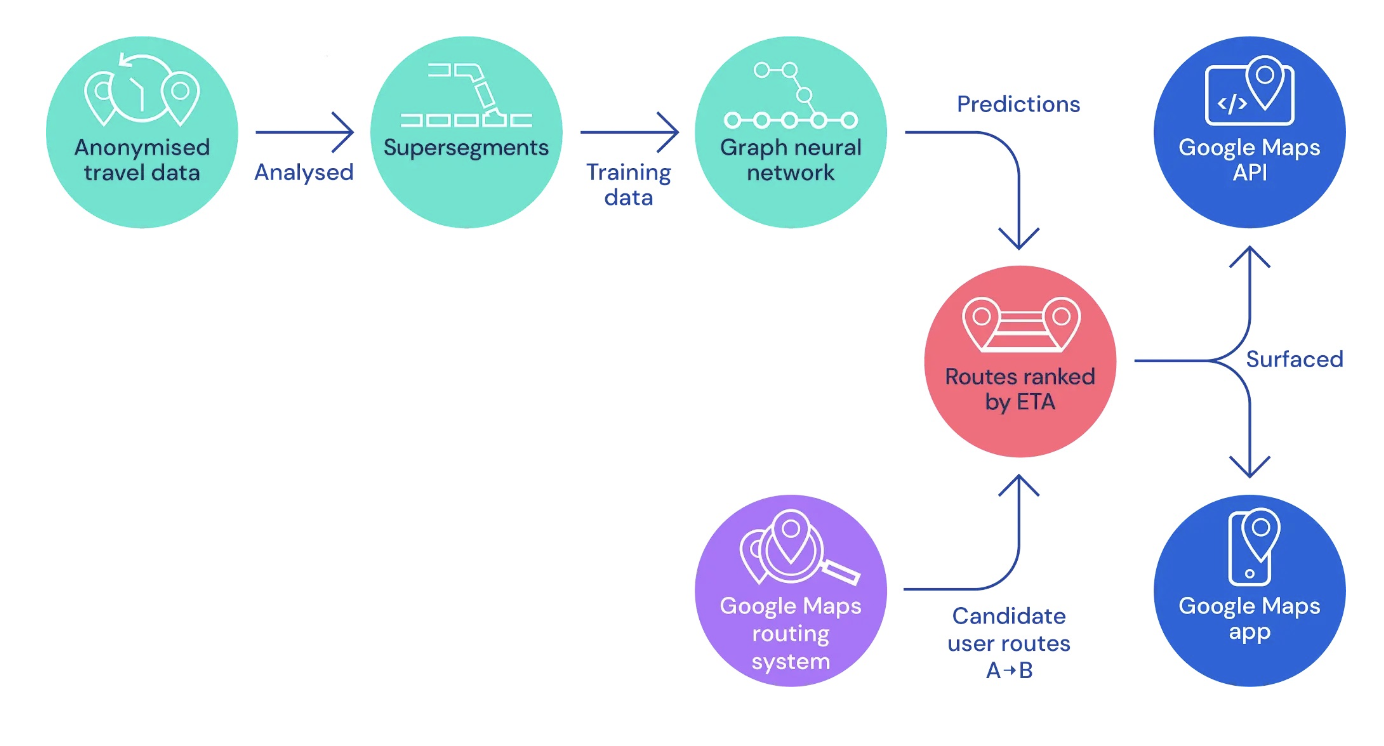 Anonymised
travel data
Analysed
Supersegments
Training
data
Graph neural
network
Predictions
</>
Google Maps
API
Routes ranked
by ETA
Surfaced
Google Maps
routing
system
Candidate
user routes
A→B
Google Maps
app